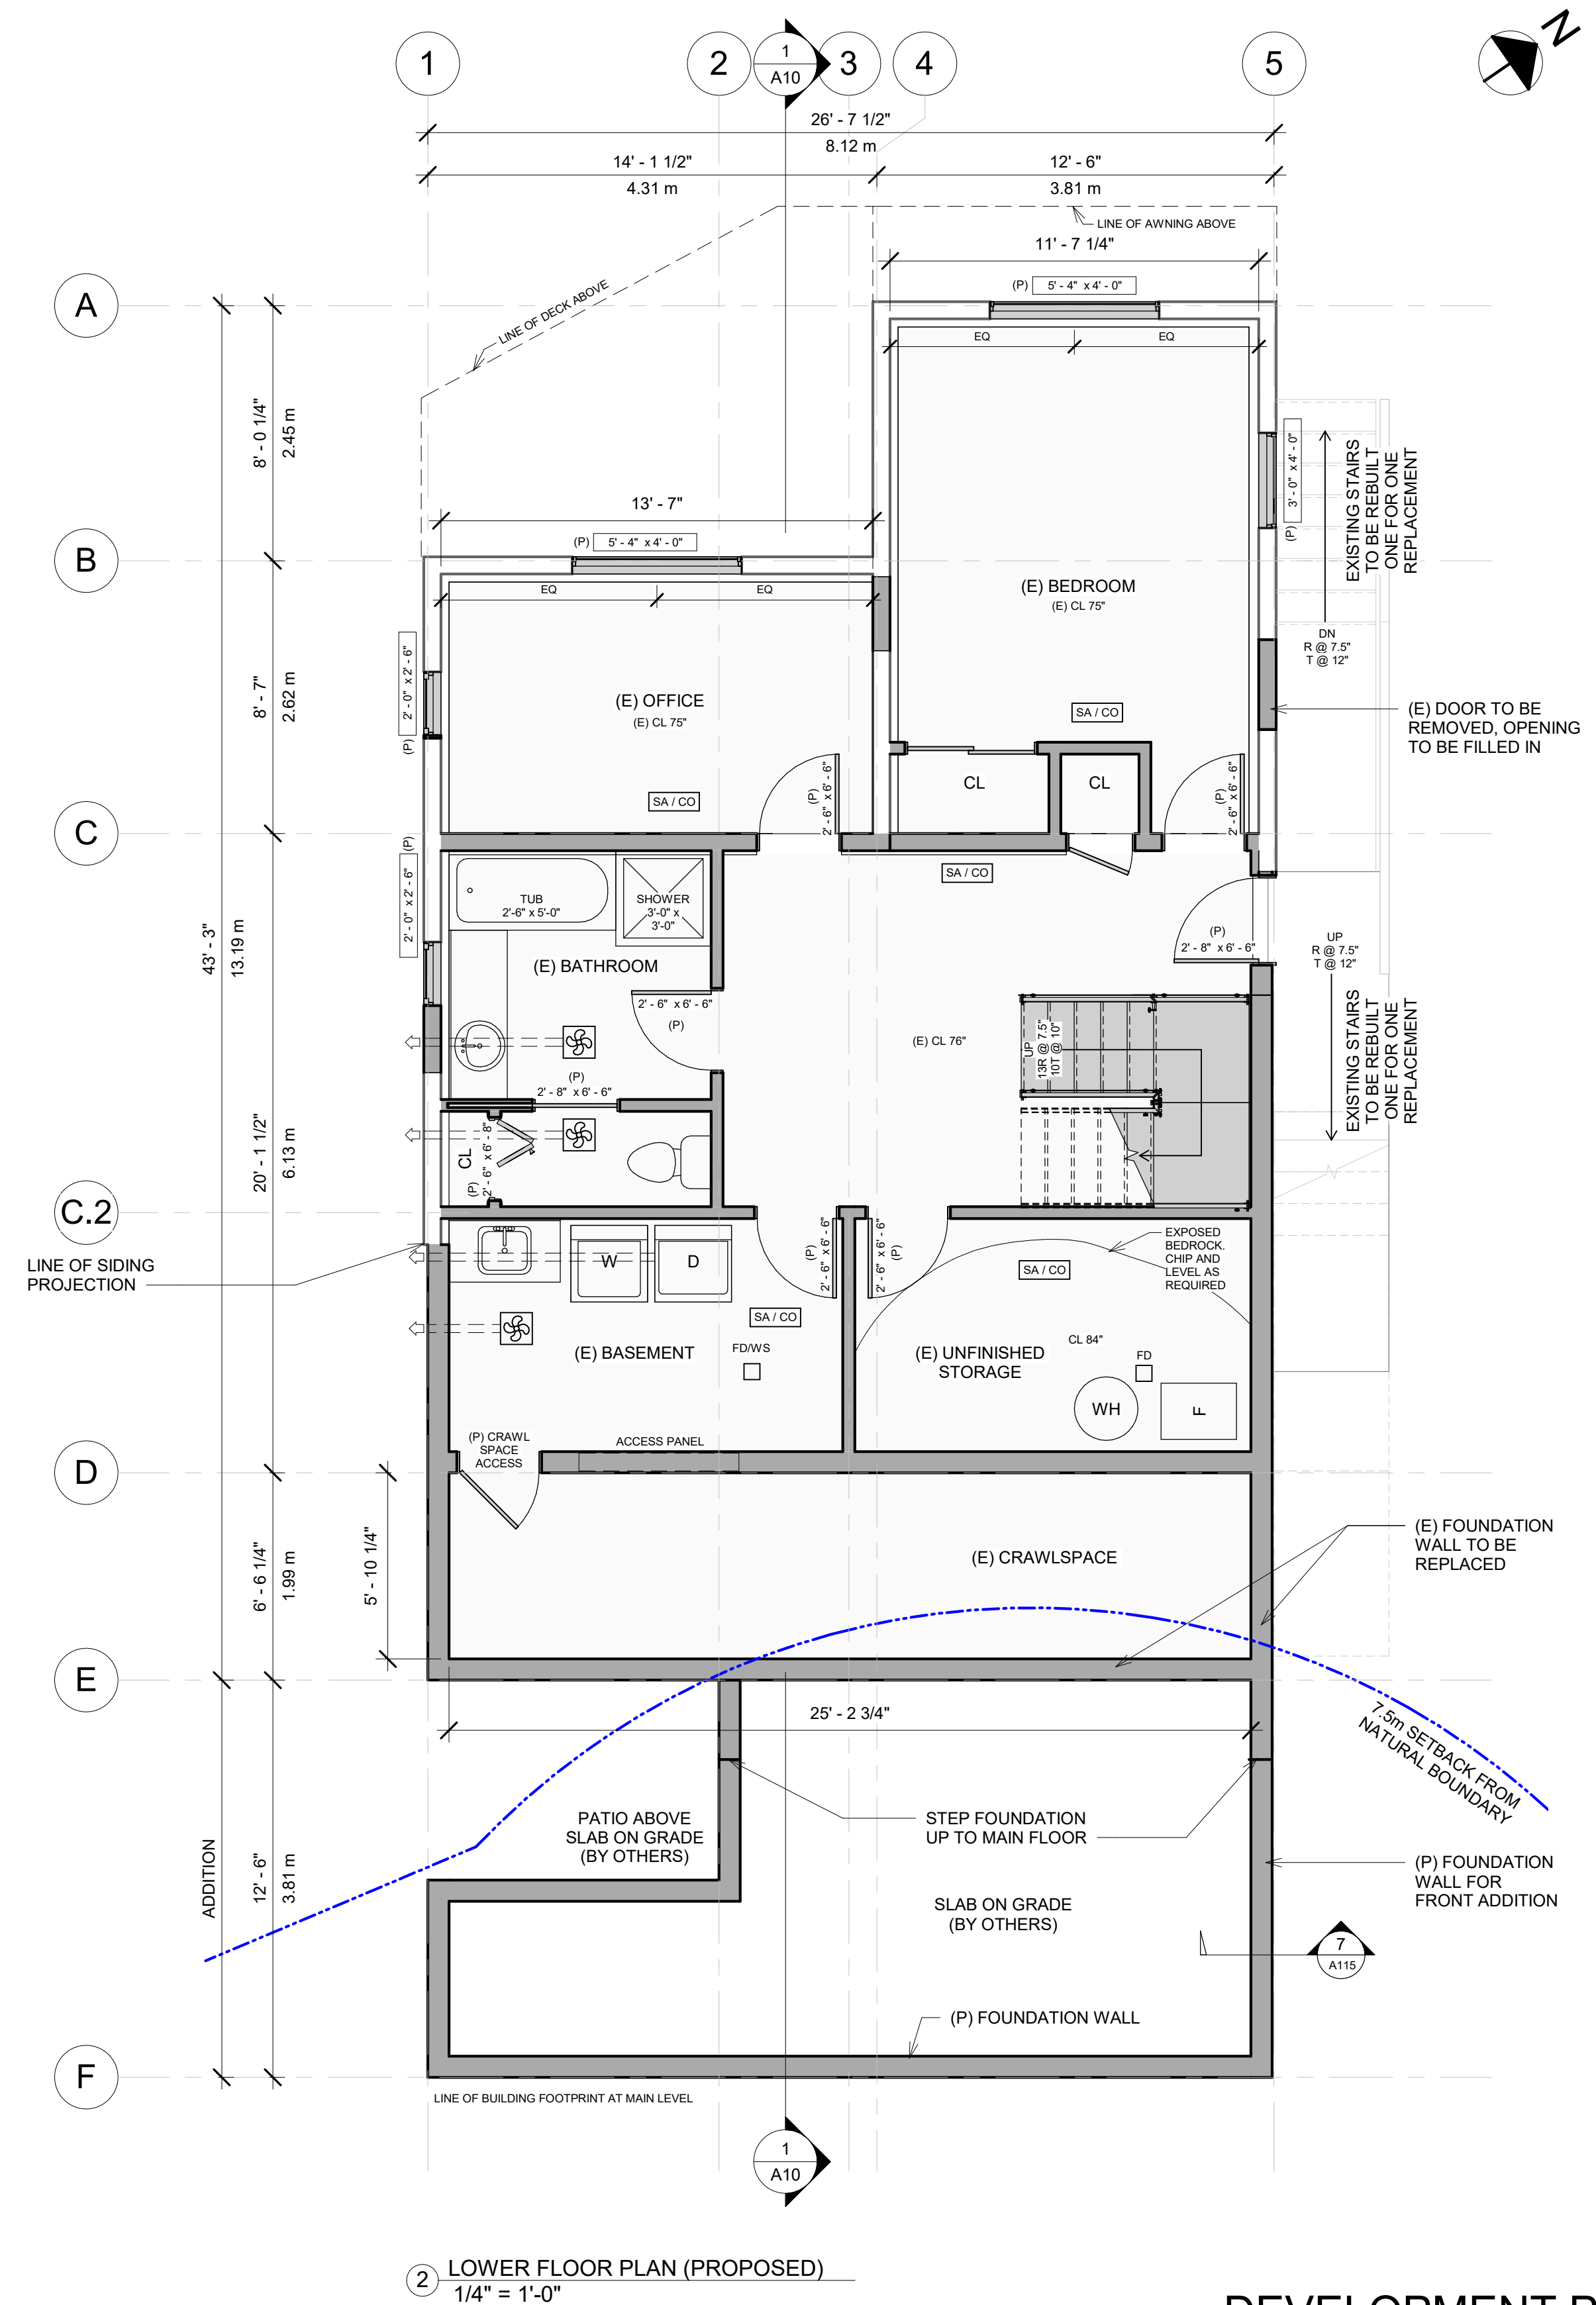 N
1
2
1
A10
3
4
5
26' - 7 1/2"
8.12 m
14' - 1 1/2"
4.31 m
12' - 6"
3.81 m
LINE OF AWNING ABOVE
11' - 7 1/4"
A
(P) 5' - 4" x 4' - 0"
EQ
EQ
LINE OF DECK ABOVE
8' - 0 1/4"
2.45 m
13' - 7"
(P) 5' - 4" x 4' - 0"
EQ
EQ
B
3' - 0" x 4' - 0"
(P)
EXISTING STAIRS
TO BE REBUILT
ONE FOR ONE
REPLACEMENT
DN
R @ 7.5"
T @ 12"
(E) BEDROOM
(E) CL 75"
8' - 7"
2.62 m
2' - 0" x 2' - 6"
(P)
(E) OFFICE
(E) CL 75"
SA / CO
SA / CO
(E) DOOR TO BE
REMOVED, OPENING
TO BE FILLED IN
CL
CL
(P)
2' - 6" x 6' - 6"
(P)
2' - 6" x 6' - 6"
C
43' - 3"
13.19 m
(P)
2' - 0" x 2' - 6"
TUB
2'-6" x 5'-0"
SHOWER
3'-0" x
3'-0"
SA / CO
(P)
2' - 8" x 6' - 6"
UP
R @ 7.5"
T @ 12"
EXISTING STAIRS
TO BE REBUILT
ONE FOR ONE
REPLACEMENT
(E) BATHROOM
2' - 6" x 6' - 6"
(P)
(E) CL 76"
UP
13R @ 7.5"
10T @ 10"
(P)
2' - 8" x 6' - 6"
20' - 1 1/2"
6.13 m
CL
(P)
2' - 6" x 6' - 8"
C.2
LINE OF SIDING
PROJECTION
W
D
(P)
2' - 6" x 6' - 6"
2' - 6" x 6' - 6"
(P)
EXPOSED
BEDROCK.
CHIP AND
LEVEL AS
REQUIRED
SA / CO
SA / CO
(E) BASEMENT
FD/WS
CL 84"
(E) UNFINISHED
STORAGE
FD
WH
F
(P) CRAWL
SPACE
ACCESS
ACCESS PANEL
D
6' - 6 1/4"
1.99 m
5' - 10 1/4"
(E) CRAWLSPACE
(E) FOUNDATION
WALL TO BE
REPLACED
E
25' - 2 3/4"
7.5m SETBACK FROM
NATURAL BOUNDARY
ADDITION
12' - 6"
3.81 m
PATIO ABOVE
SLAB ON GRADE
(BY OTHERS)
STEP FOUNDATION
UP TO MAIN FLOOR
(P) FOUNDATION
WALL FOR
FRONT ADDITION
SLAB ON GRADE
(BY OTHERS)
7
A115
(P) FOUNDATION WALL
F
LINE OF BUILDING FOOTPRINT AT MAIN LEVEL
1
A10
2
LOWER FLOOR PLAN (PROPOSED)
1/4" = 1'-0"